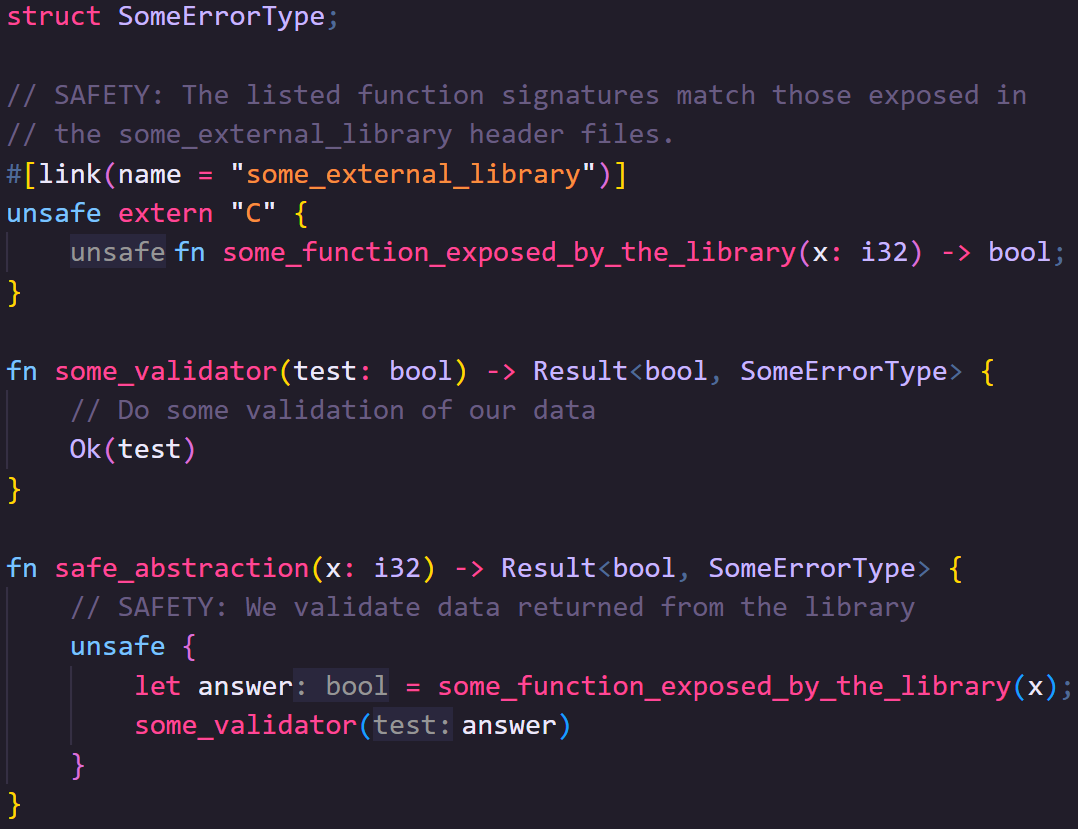 struct SomeErrorType;
// SAFETY: The listed function signatures match those exposed in
// the some_external_library header files.
#[link(name = "some_external_library")]
unsafe extern "C" {
    unsafe fn some_function_exposed_by_the_library(x: i32) -> bool;
}
fn some_validator(test: bool) -> Result<bool, SomeErrorType> {
    // Do some validation of our data
    Ok(test)
}
fn safe_abstraction(x: i32) -> Result<bool, SomeErrorType> {
    // SAFETY: We validate data returned from the library
    unsafe {
        let answer: bool = some_function_exposed_by_the_library(x);
        some_validator(test: answer)
    }
}